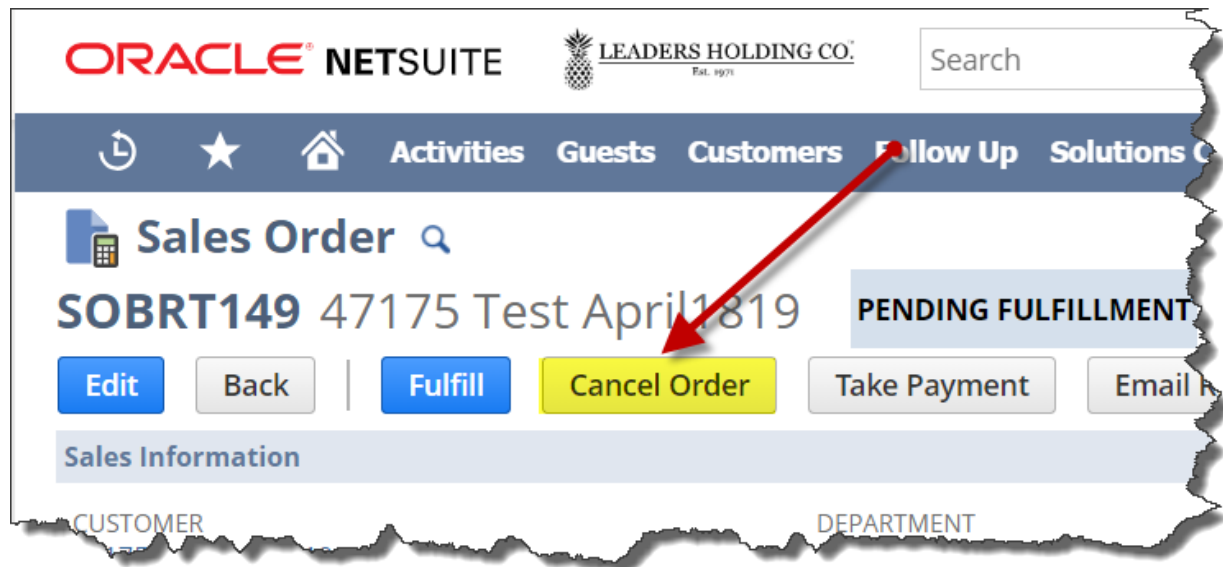 ORACLE® NETSUITE LEADERS HOLDING CO. Search
Est. 1971
Activities Guests Customers Follow Up Solutions
Sales Order
SOBRT149 47175 Test April1819 PENDING FULFILLMENT
Edit Back Fulfill Cancel Order Take Payment Email
Sales Information
CUSTOMER DEPARTMENT